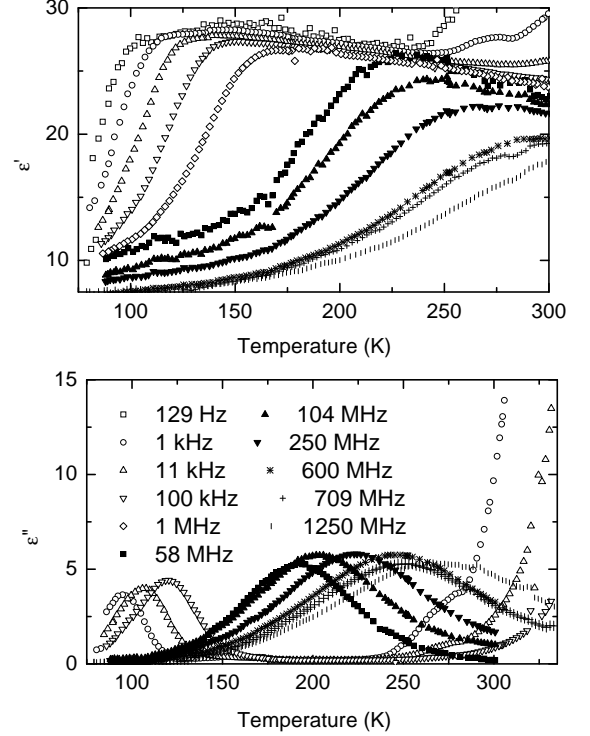 30
20
10
ε'
100
150
200
250
300
Temperature (K)
15
10
5
0
ε"
129 Hz
1 kHz
11 kHz
100 kHz
1 MHz
58 MHz
104 MHz
250 MHz
600 MHz
709 MHz
1250 MHz
100
150
200
250
300
Temperature (K)